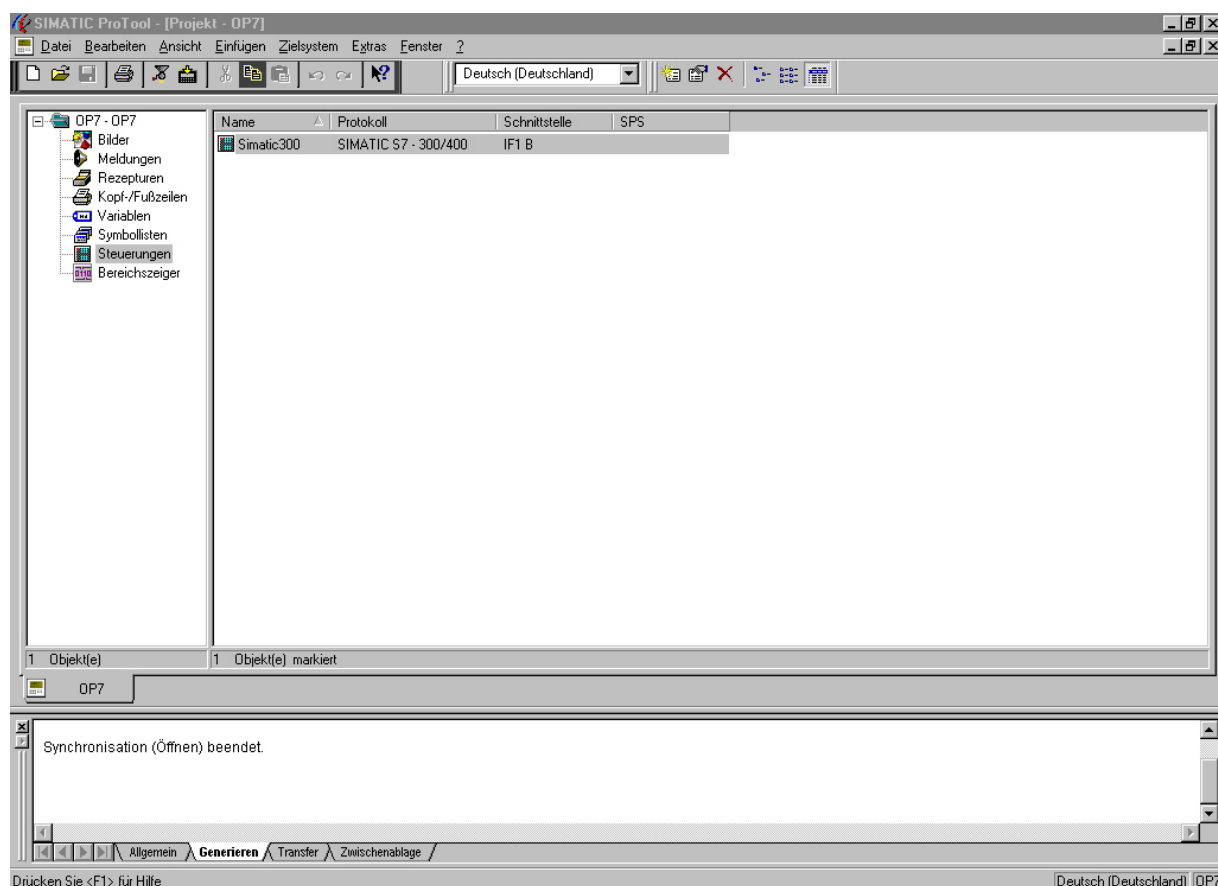 SIMATIC ProTool - [Projekt - OP7]
Datei Bearbeiten Ansicht Einfügen Zielsystem Extras Fenster ?
Deutsch (Deutschland)
OP7 - OP7
Bilder
Meldungen
Rezepturen
Kopf-/Fußzeilen
Variablen
Symbollisten
Steuerungen
Bereichszeiger
Name Protokoll Schnittstelle SPS
Simatic300 SIMATIC S7 - 300/400 IF1 B
1 Objekt(e)
1 Objekt(e) markiert
OP7
Synchronisation (Öffnen) beendet.
Allgemein Generieren Transfer Zwischenablage
Drücken Sie <F1> für Hilfe
Deutsch (Deutschland) OP7